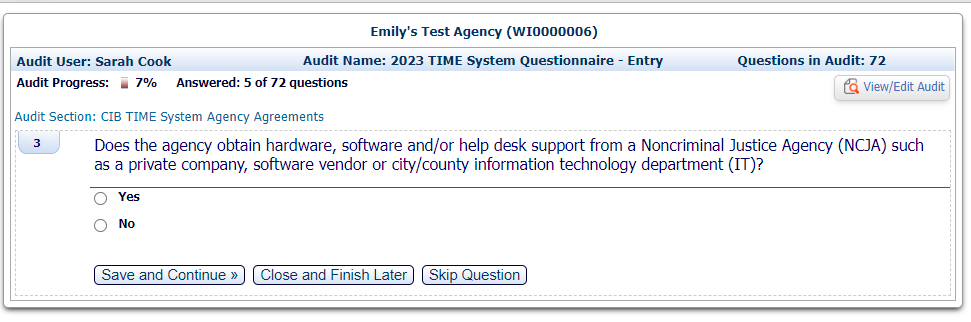 Emily's Test Agency (WI0000006)
Audit User: Sarah Cook Audit Name: 2023 TIME System Questionnaire - Entry Questions in Audit: 72
Audit Progress: 7% Answered: 5 of 72 questions View/Edit Audit
Audit Section: CIB TIME System Agency Agreements
3 Does the agency obtain hardware, software and/or help desk support from a Noncriminal Justice Agency (NCJA) such
as a private company, software vendor or city/county information technology department (IT)?
Yes
No
Save and Continue » Close and Finish Later Skip Question